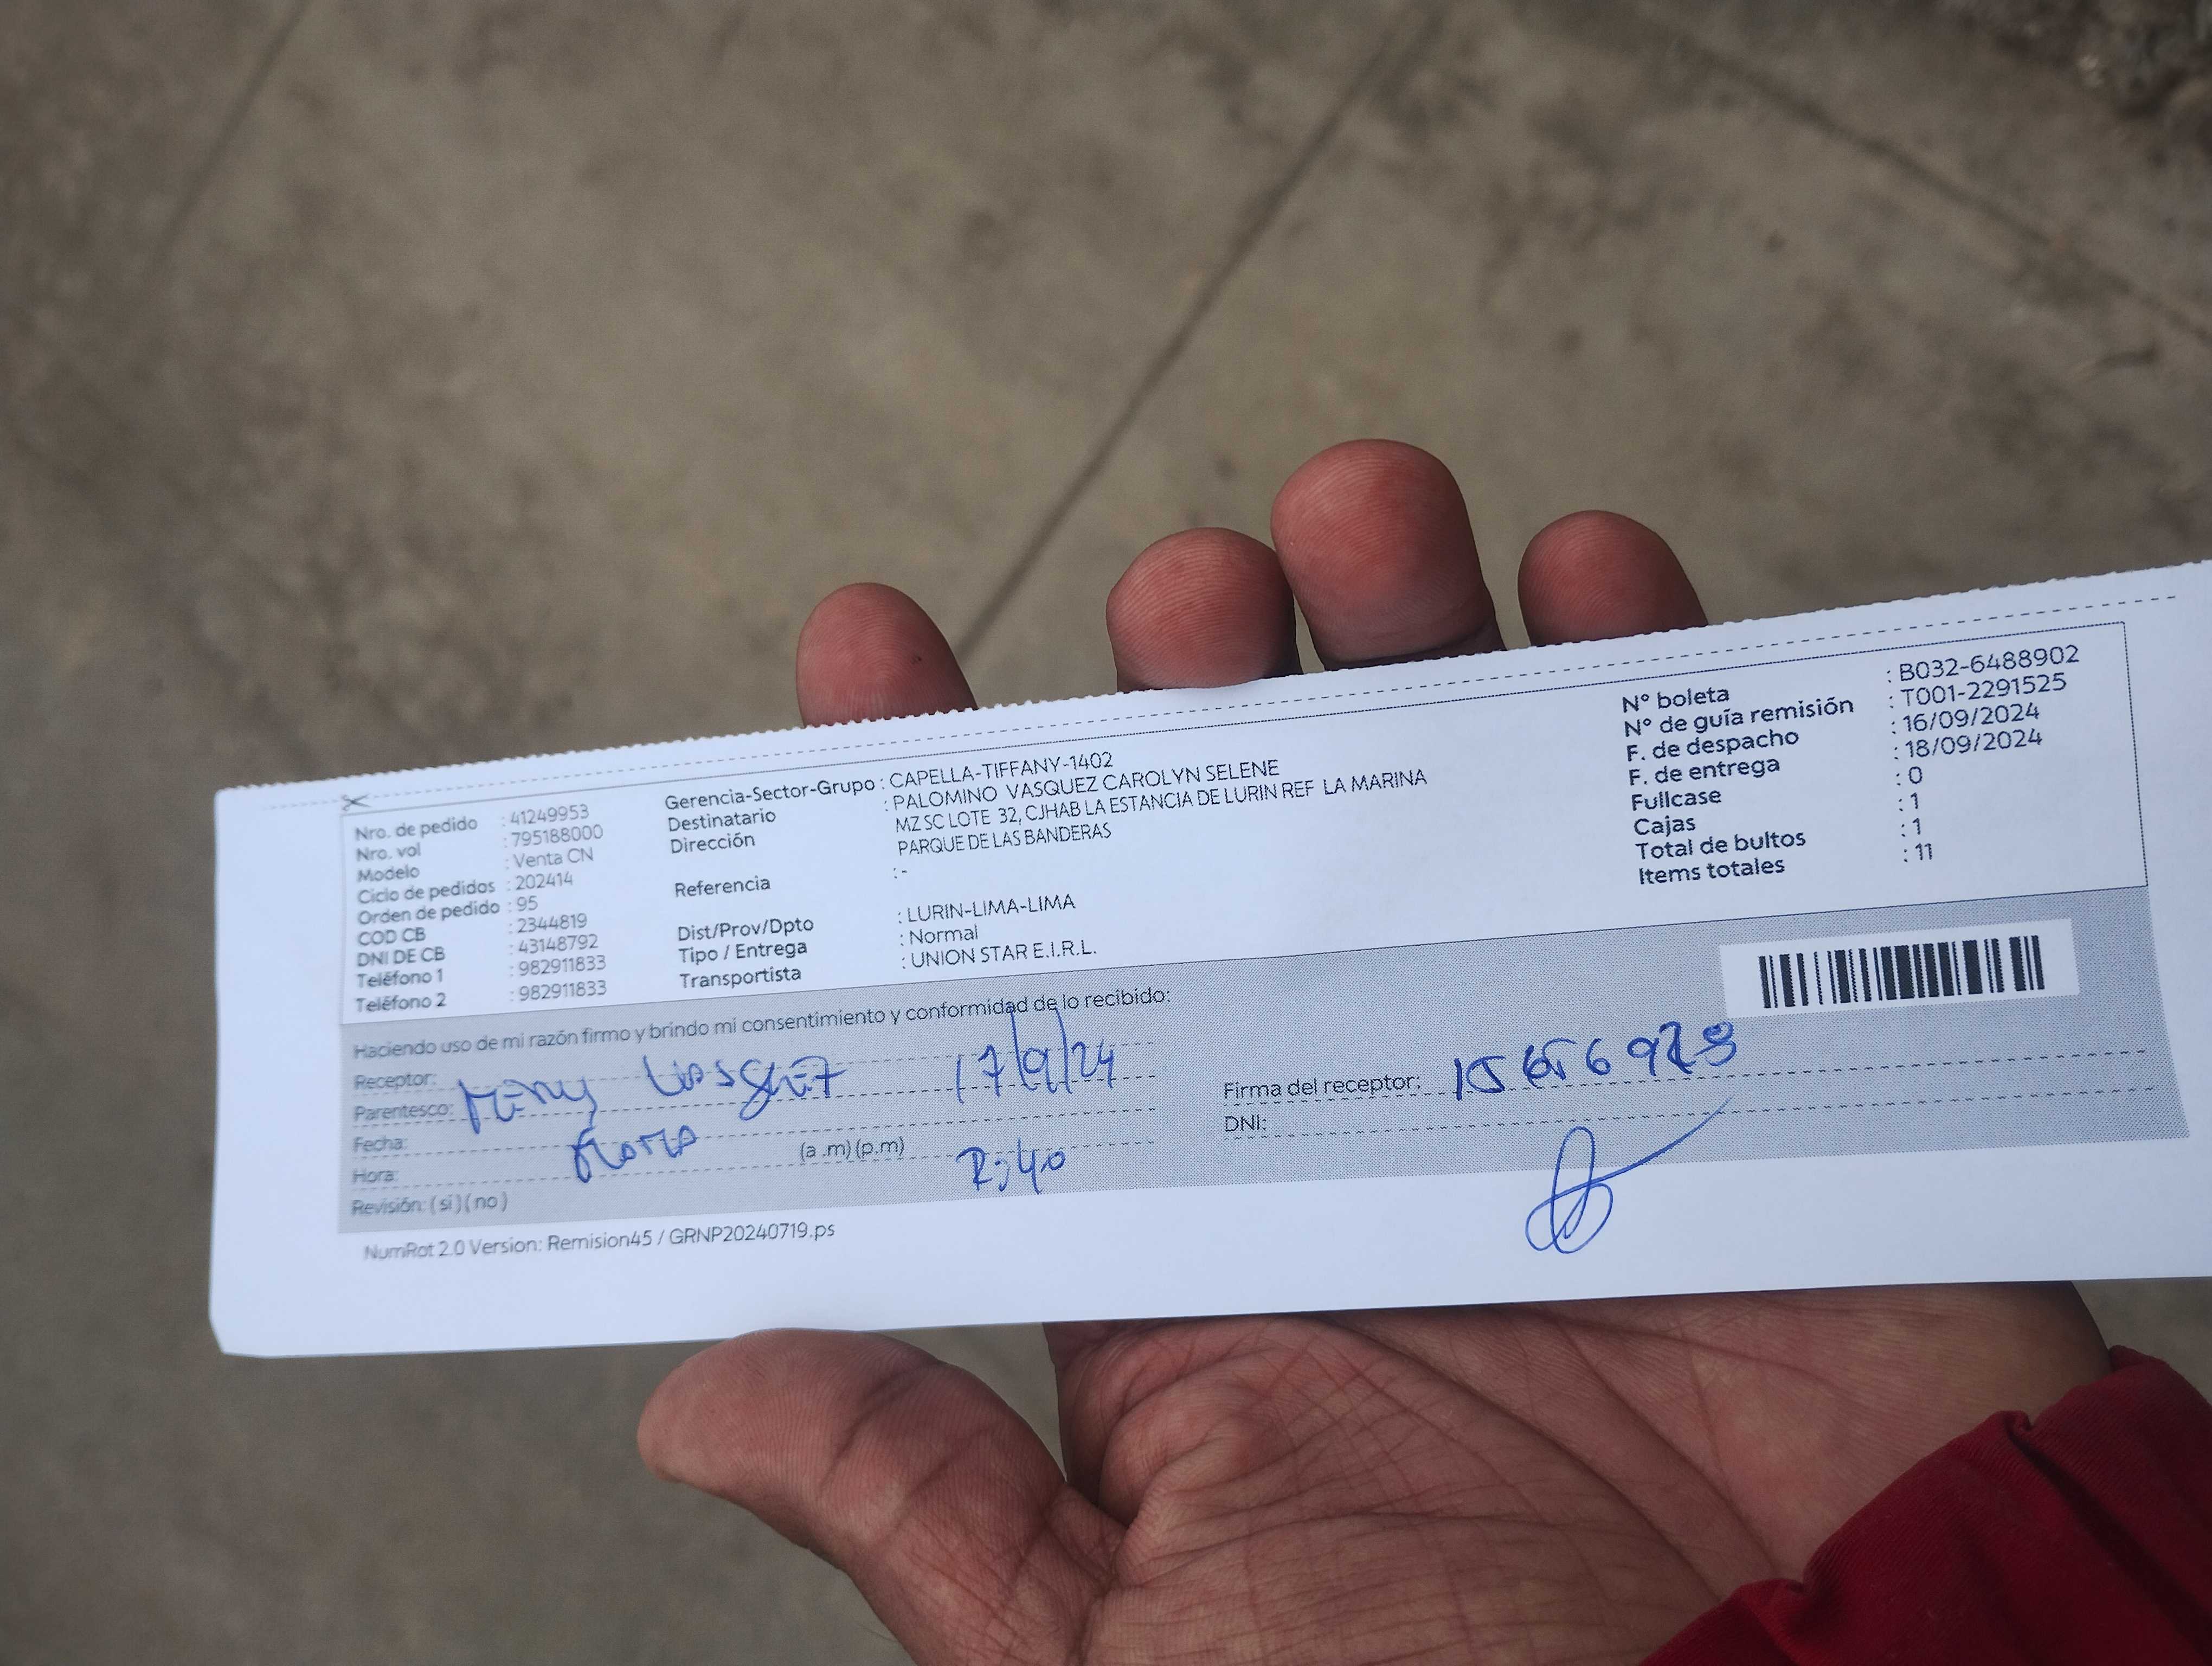 Nro. de pedido : 41249953
Nro. vol : 795188000
Modelo : Venta CN
Ciclo de pedidos : 202414
Orden de pedido : 95
COD CB : 2344819
DNI DE CB : 43148792
Teléfono 1 : 982911833
Teléfono 2 : 982911833
Gerencia-Sector-Grupo : CAPELLA-TIFFANY-1402
Destinatario : PALOMINO VASQUEZ CAROLYN SELENE
Dirección MZ SC LOTE 32, CJHAB LA ESTANCIA DE LURIN REF LA MARINA
PARQUE DE LAS BANDERAS
Referencia : -
Dist/Prov/Dpto : LURIN-LIMA-LIMA
Tipo / Entrega : Normal
Transportista : UNION STAR E.I.R.L.
N° boleta : B032-6488902
N° de guía remisión : T001-2291525
F. de despacho : 16/09/2024
F. de entrega : 18/09/2024
Fullcase : 0
Cajas : 1
Total de bultos : 1
Items totales : 11
Haciendo uso de mi razón firmo y brindo mi consentimiento y conformidad de lo recibido:
Receptor:
Parentesco: 17/9/24
Fecha:
Hora: (a .m) (p.m) 2:40
Revisión: ( si ) ( no )
Firma del receptor:
DNI:
NumRot 2.0 Version: Remision45 / GRNP20240719.ps